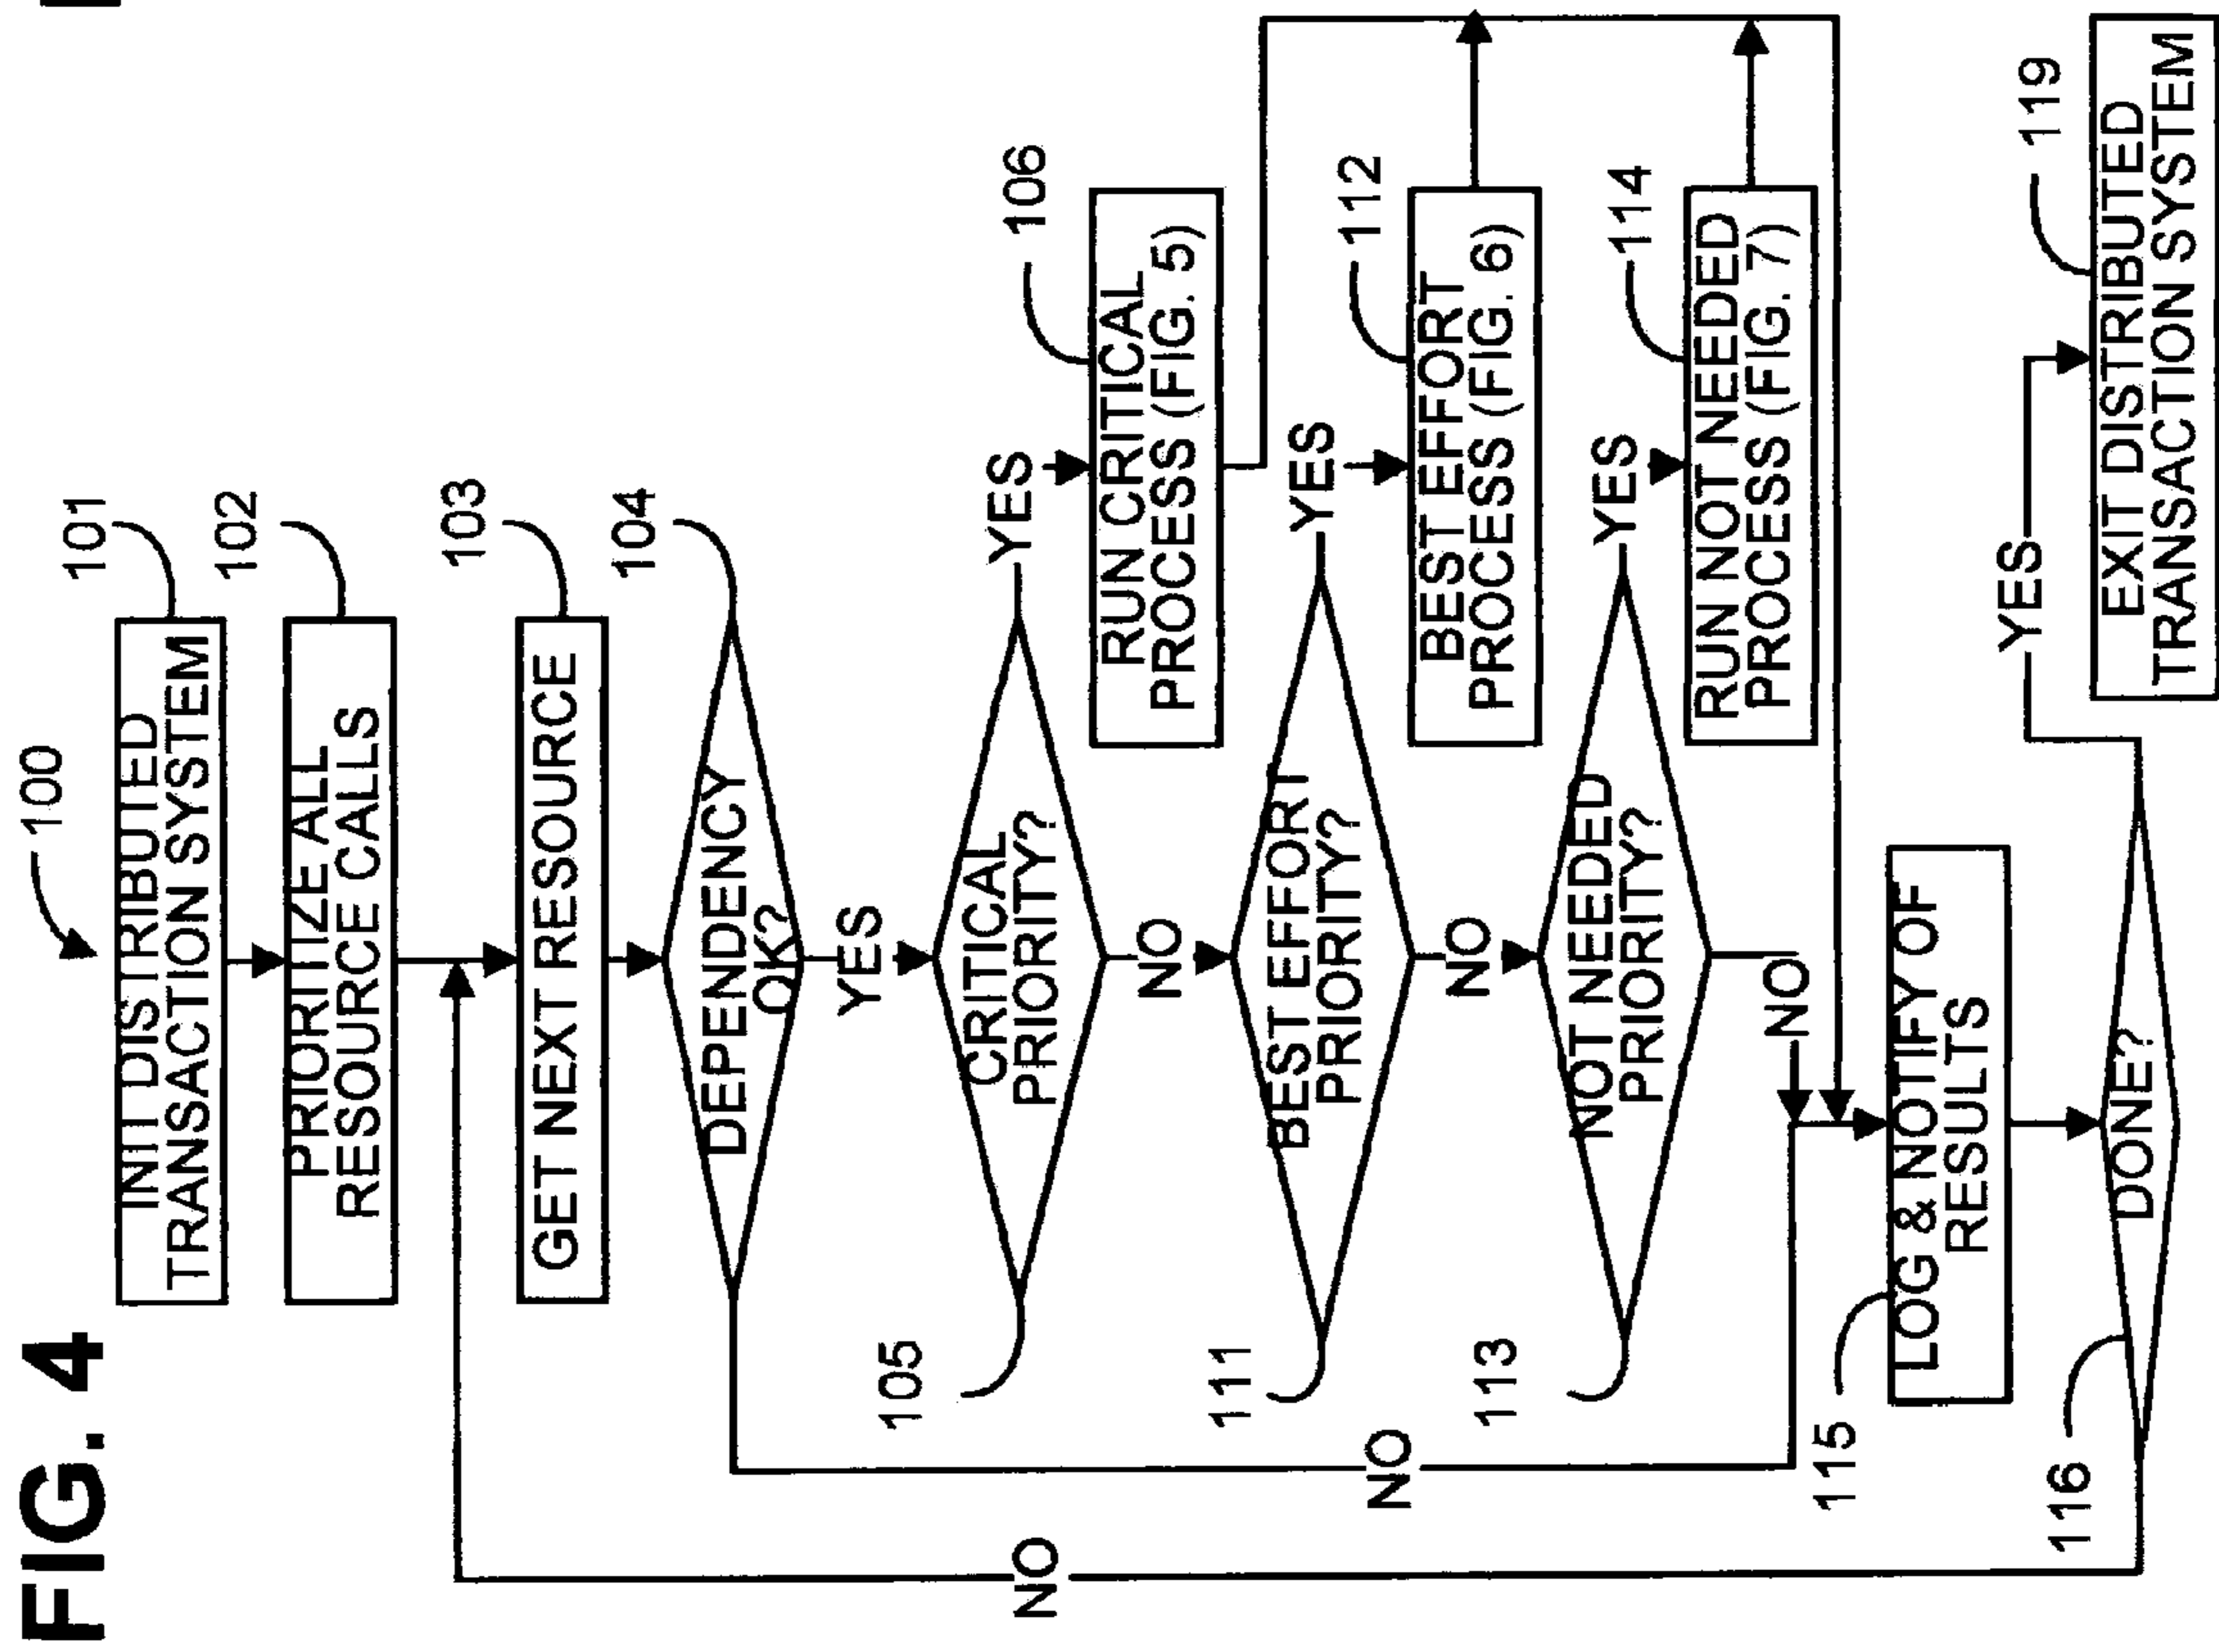 FIG. 4
100
INIT DISTRIBUTED
TRANSACTION SYSTEM
101
PRIORITIZE ALL
RESOURCE CALLS
102
GET NEXT RESOURCE
103
DEPENDENCY
OK?
104
YES
NO
105
CRITICAL
PRIORITY?
YES
106
RUN CRITICAL
PROCESS (FIG. 5)
NO
111
BEST EFFORT
PRIORITY?
YES
112
BEST EFFORT
PROCESS (FIG. 6)
NO
113
NOT NEEDED
PRIORITY?
YES
114
RUN NOT NEEDED
PROCESS (FIG. 7)
NO
115
LOG & NOTIFY OF
RESULTS
116
DONE?
NO
YES
119
EXIT DISTRIBUTED
TRANSACTION SYSTEM